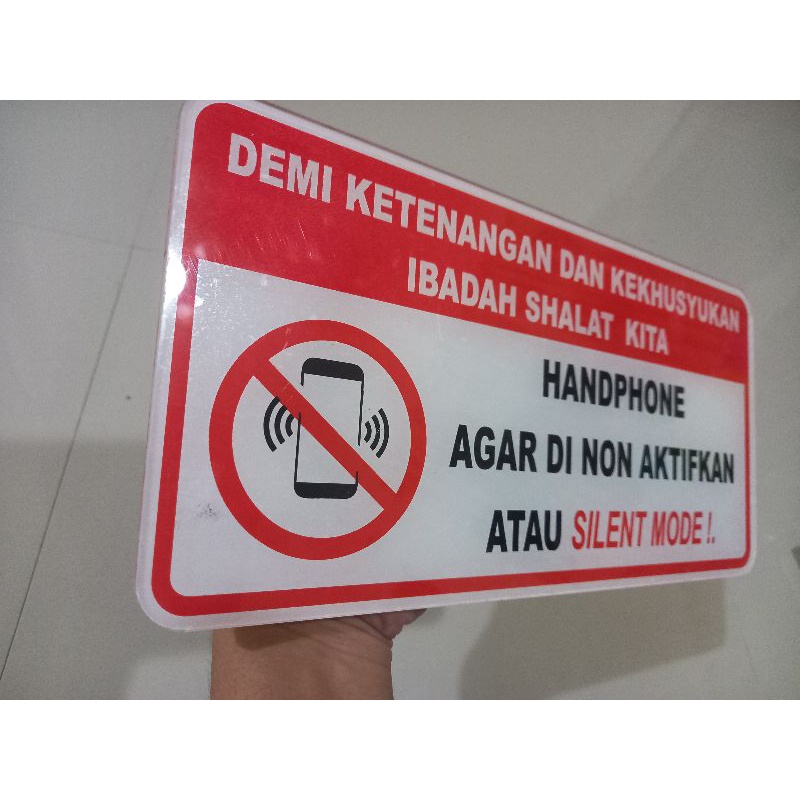 DEMI KETENANGAN DAN KEKHUSYUKAN
IBADAH SHALAT KITA
HANDPHONE
AGAR DI NON AKTIFKAN
ATAU SILENT MODE !.